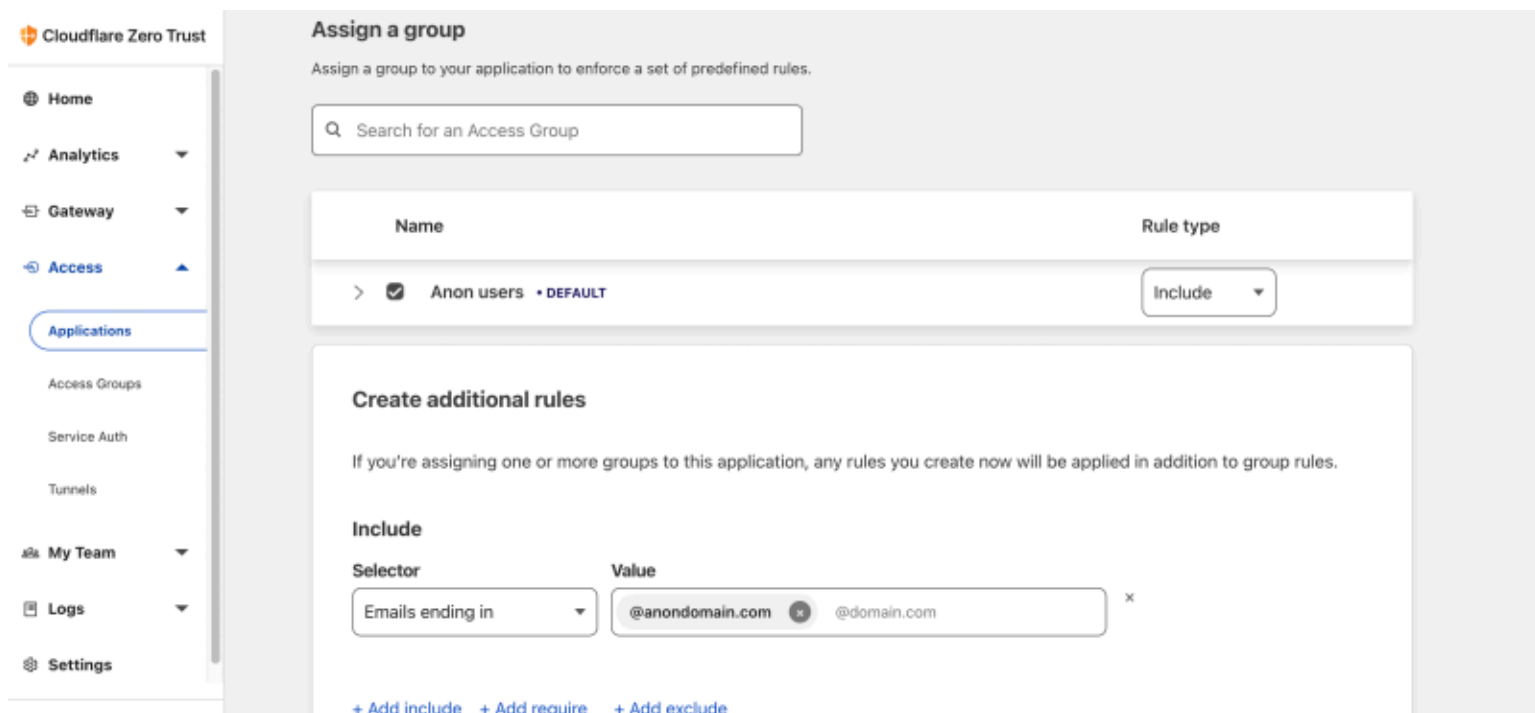 Cloudflare Zero Trust
Home
Analytics
Gateway
Access
Applications
Access Groups
Service Auth
Tunnels
My Team
Logs
Settings
Assign a group
Assign a group to your application to enforce a set of predefined rules.
Search for an Access Group
Name Rule type
Anon users • DEFAULT Include
Create additional rules
If you're assigning one or more groups to this application, any rules you create now will be applied in addition to group rules.
Include
Selector Value
Emails ending in @anondomain.com × @domain.com ×
+ Add include + Add require + Add exclude